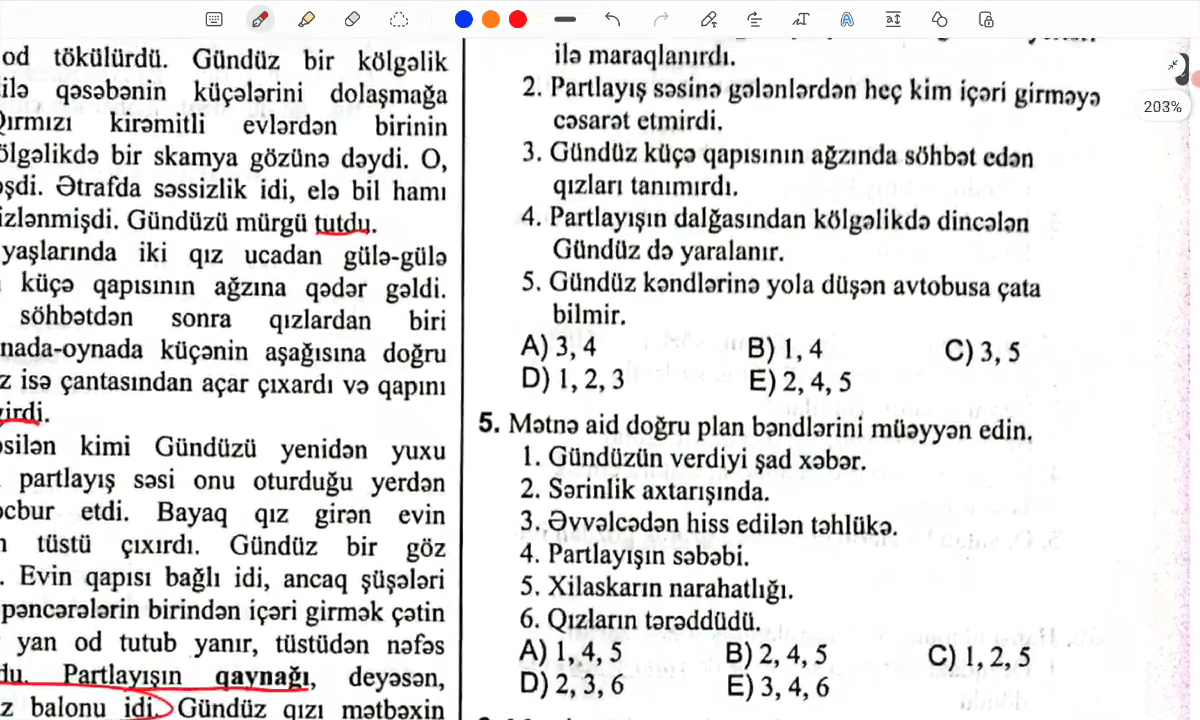 od tökülürdü. Gündüz bir kölgəlik
ilə qəsəbənin küçələrini dolaşmağa
Qırmızı kirəmitli evlərdən birinin
ölgəlikdə bir skamya gözünə dəydi. O,
əşdi. Ətrafda səssizlik idi, elə bil hamı
izlənmişdi. Gündüzü mürgü tutdu.
yaşlarında iki qız ucadan gülə-gülə
küçə qapısının ağzına qədər gəldi.
söhbətdən sonra qızlardan biri
nada-oynada küçənin aşağısına doğru
z isə çantasından açar çıxardı və qapını
girdi.
əsilən kimi Gündüzü yenidən yuxu
partlayış səsi onu oturduğu yerdən
əcbur etdi. Bayaq qız girən evin
n tüstü çıxırdı. Gündüz bir göz
. Evin qapısı bağlı idi, ancaq şüşələri
pəncərələrin birindən içəri girmək çətin
yan od tutub yanır, tüstüdən nəfəs
du. Partlayışın qaynağı, deyəsən,
z balonu idi. Gündüz qızı mətbəxin
ilə maraqlanırdı.
2. Partlayış səsinə gələnlərdən heç kim içəri girməyə
cəsarət etmirdi.
3. Gündüz küçə qapısının ağzında söhbət edən
qızları tanımırdı.
4. Partlayışın dalğasından kölgəlikdə dincələn
Gündüz də yaralanır.
5. Gündüz kəndlərinə yola düşən avtobusa çata
bilmir.
A) 3, 4 B) 1, 4 C) 3, 5
D) 1, 2, 3 E) 2, 4, 5
5. Mətnə aid doğru plan bəndlərini müəyyən edin.
1. Gündüzün verdiyi şad xəbər.
2. Sərinlik axtarışında.
3. Əvvəlcədən hiss edilən təhlükə.
4. Partlayışın səbəbi.
5. Xilaskarın narahatlığı.
6. Qızların tərəddüdü.
A) 1, 4, 5 B) 2, 4, 5 C) 1, 2, 5
D) 2, 3, 6 E) 3, 4, 6
203%